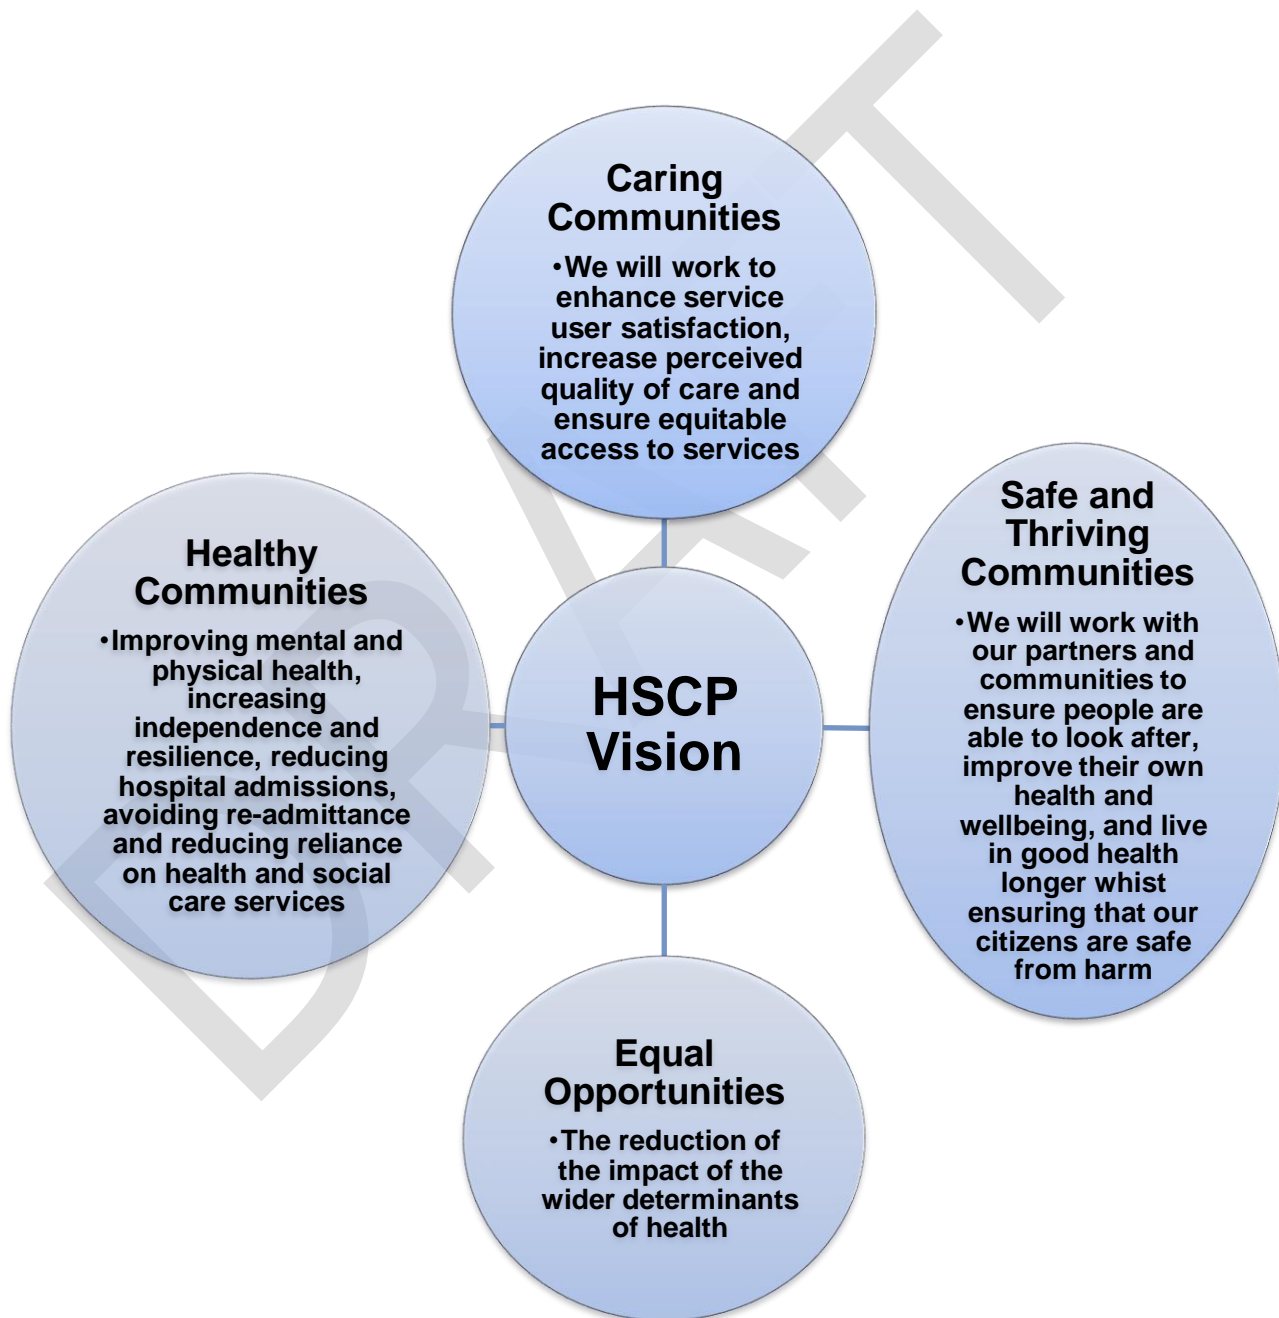 Caring
Communities
•We will work to
enhance service
user satisfaction,
increase perceived
quality of care and
ensure equitable
access to services
Safe and
Thriving
Communities
•We will work with
our partners and
communities to
ensure people are
able to look after,
improve their own
health and
wellbeing, and live
in good health
longer whist
ensuring that our
citizens are safe
from harm
Healthy
Communities
•Improving mental and
physical health,
increasing
independence and
resilience, reducing
hospital admissions,
avoiding re-admittance
and reducing reliance
on health and social
care services
HSCP
Vision
Equal
Opportunities
•The reduction of
the impact of the
wider determinants
of health
DRAFT